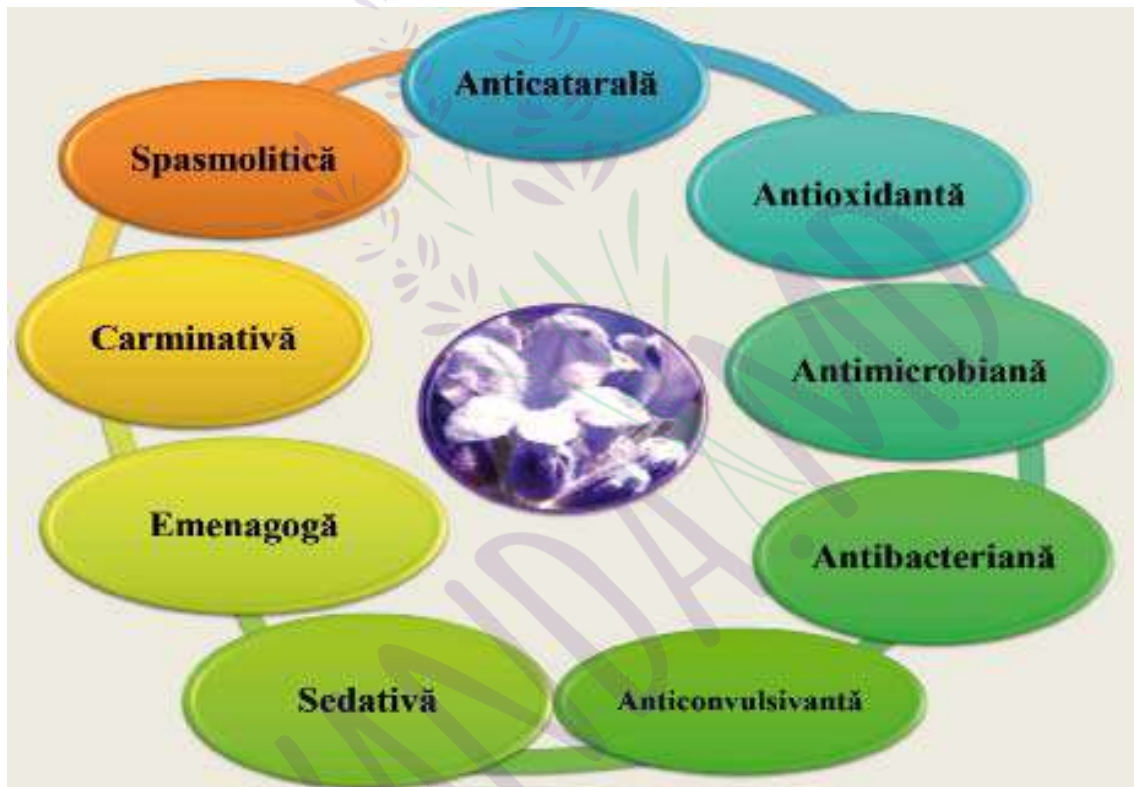 Anticatarală
Antioxidantă
Antimicrobiană
Antibacteriană
Anticonvulsivantă
Sedativă
Emenagogă
Carminativă
Spasmolitică